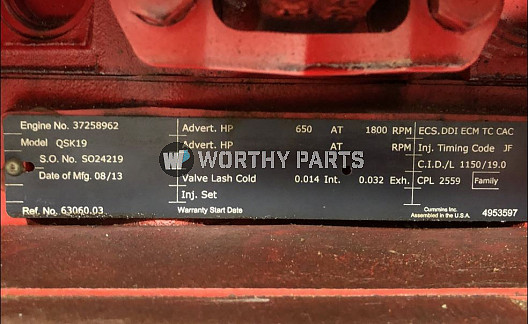 Engine No. 37258962
Model QSK19
S.O. No. SO24219
Date of Mfg. 08/13
Ref. No. 63060.03
Advert. HP 650 AT 1800 RPM
Advert. HP AT RPM
Valve Lash Cold 0.014 Int. 0.032 Exh.
Inj. Set
Warranty Start Date
ECS, DDI ECM TC CAC
Inj. Timing Code JF
C.I.D./L 1150/19.0
CPL 2559 Family
Cummins Inc.
Assembled in the U.S.A. 4953597
WORTHY PARTS